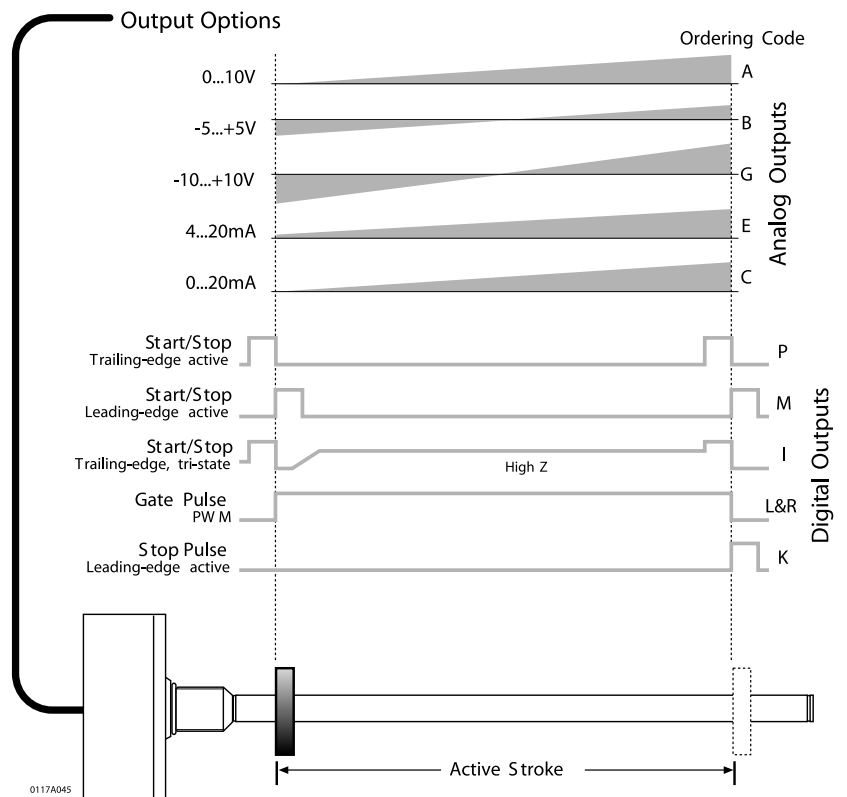 Output Options
Ordering Code
0...10V
A
-5...+5V
B
-10...+10V
G
4...20mA
E
0...20mA
C
Analog Outputs
Start/Stop
Trailing-edge active
P
Start/Stop
Leading-edge active
M
Start/Stop
Trailing-edge, tri-state
High Z
I
Gate Pulse
PWM
L&R
Stop Pulse
Leading-edge active
K
Digital Outputs
Active Stroke
0117A045